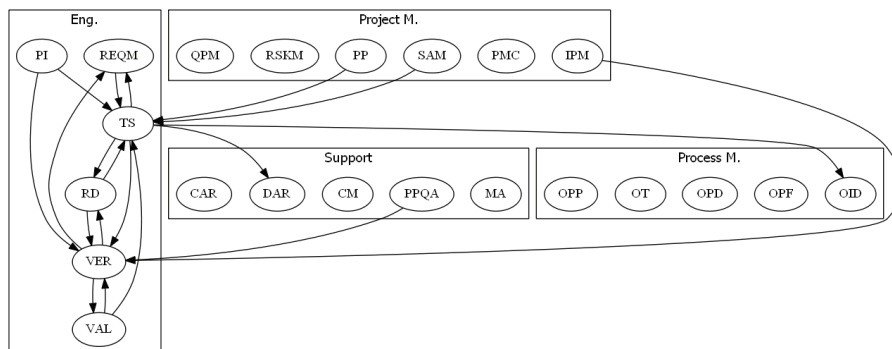 Eng.
Project M.
PI
REQM
QPM
RSKM
PP
SAM
PMC
IPM
TS
Support
Process M.
RD
CAR
DAR
CM
PPQA
MA
OPP
OT
OPD
OPF
OID
VER
VAL